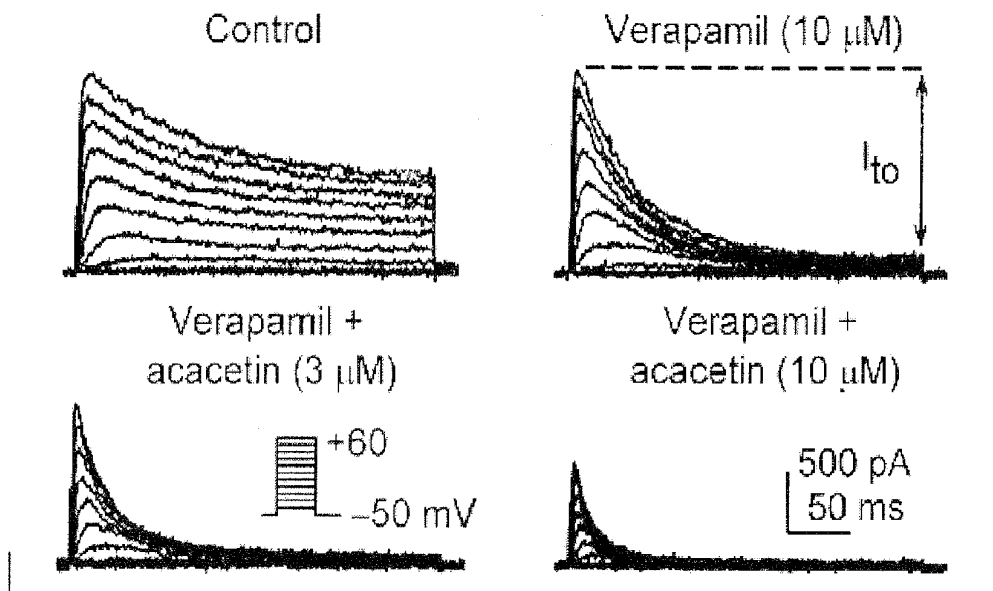 Control
Verapamil (10 μM)
Ito
Verapamil +
acacetin (3 μM)
Verapamil +
acacetin (10 μM)
+60
–50 mV
500 pA
50 ms